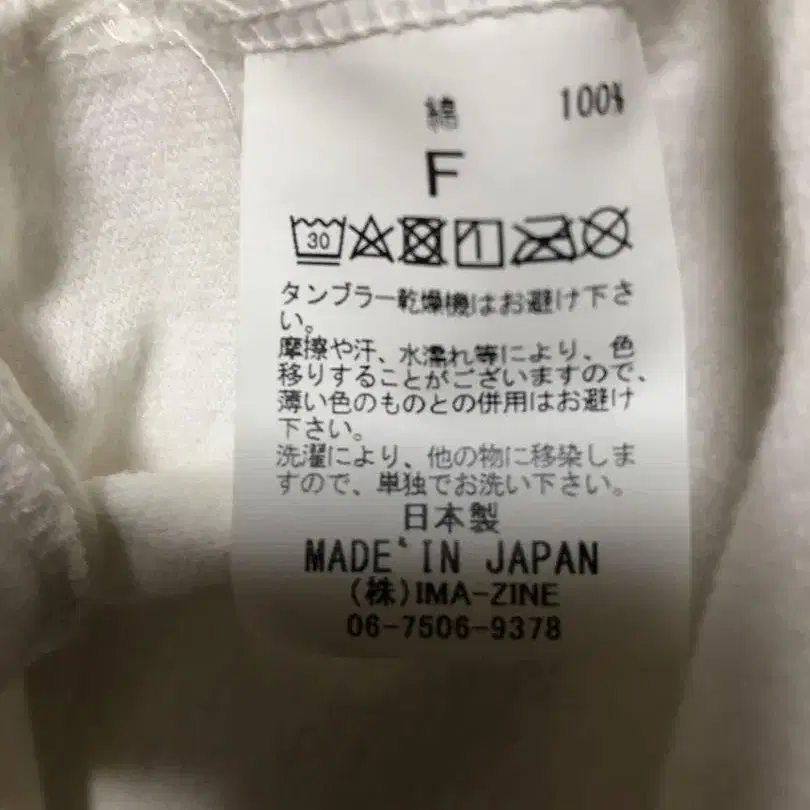 綿 100%
F
30
タンブラー乾燥機はお避け下さ
い。
摩擦や汗、水濡れ等により、色
移りすることがございますので、
薄い色のものとの併用はお避け
下さい。
洗濯により、他の物に移染しま
すので、単独でお洗い下さい。
日本製
MADE IN JAPAN
(株)IMA-ZINE
06-7506-9378